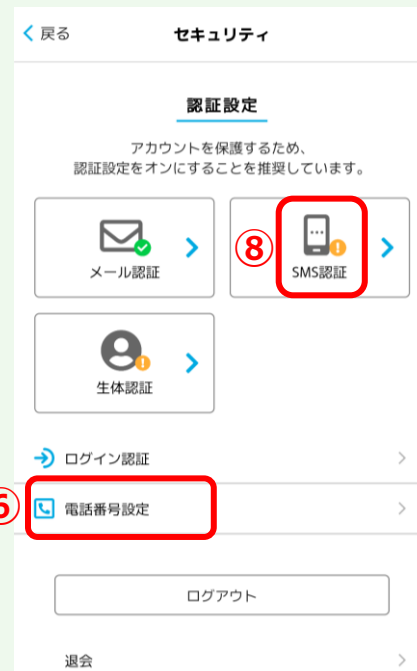 戻る セキュリティ
認証設定
アカウントを保護するため、
認証設定をオンにすることを推奨しています。
メール認証
⑧ SMS認証
生体認証
ログイン認証
⑥ 電話番号設定
ログアウト
退会